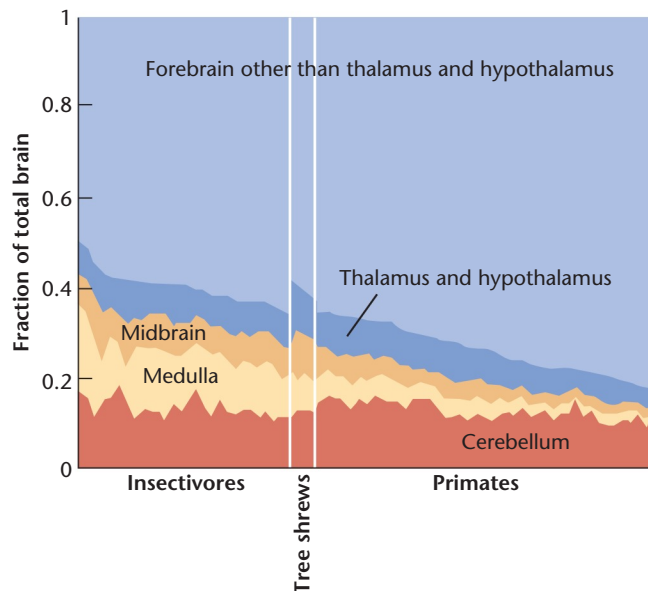 1
Forebrain other than thalamus and hypothalamus
0.8
0.6
Fraction of total brain
Thalamus and hypothalamus
0.4
Midbrain
Medulla
0.2
Cerebellum
0
Insectivores
Tree shrews
Primates